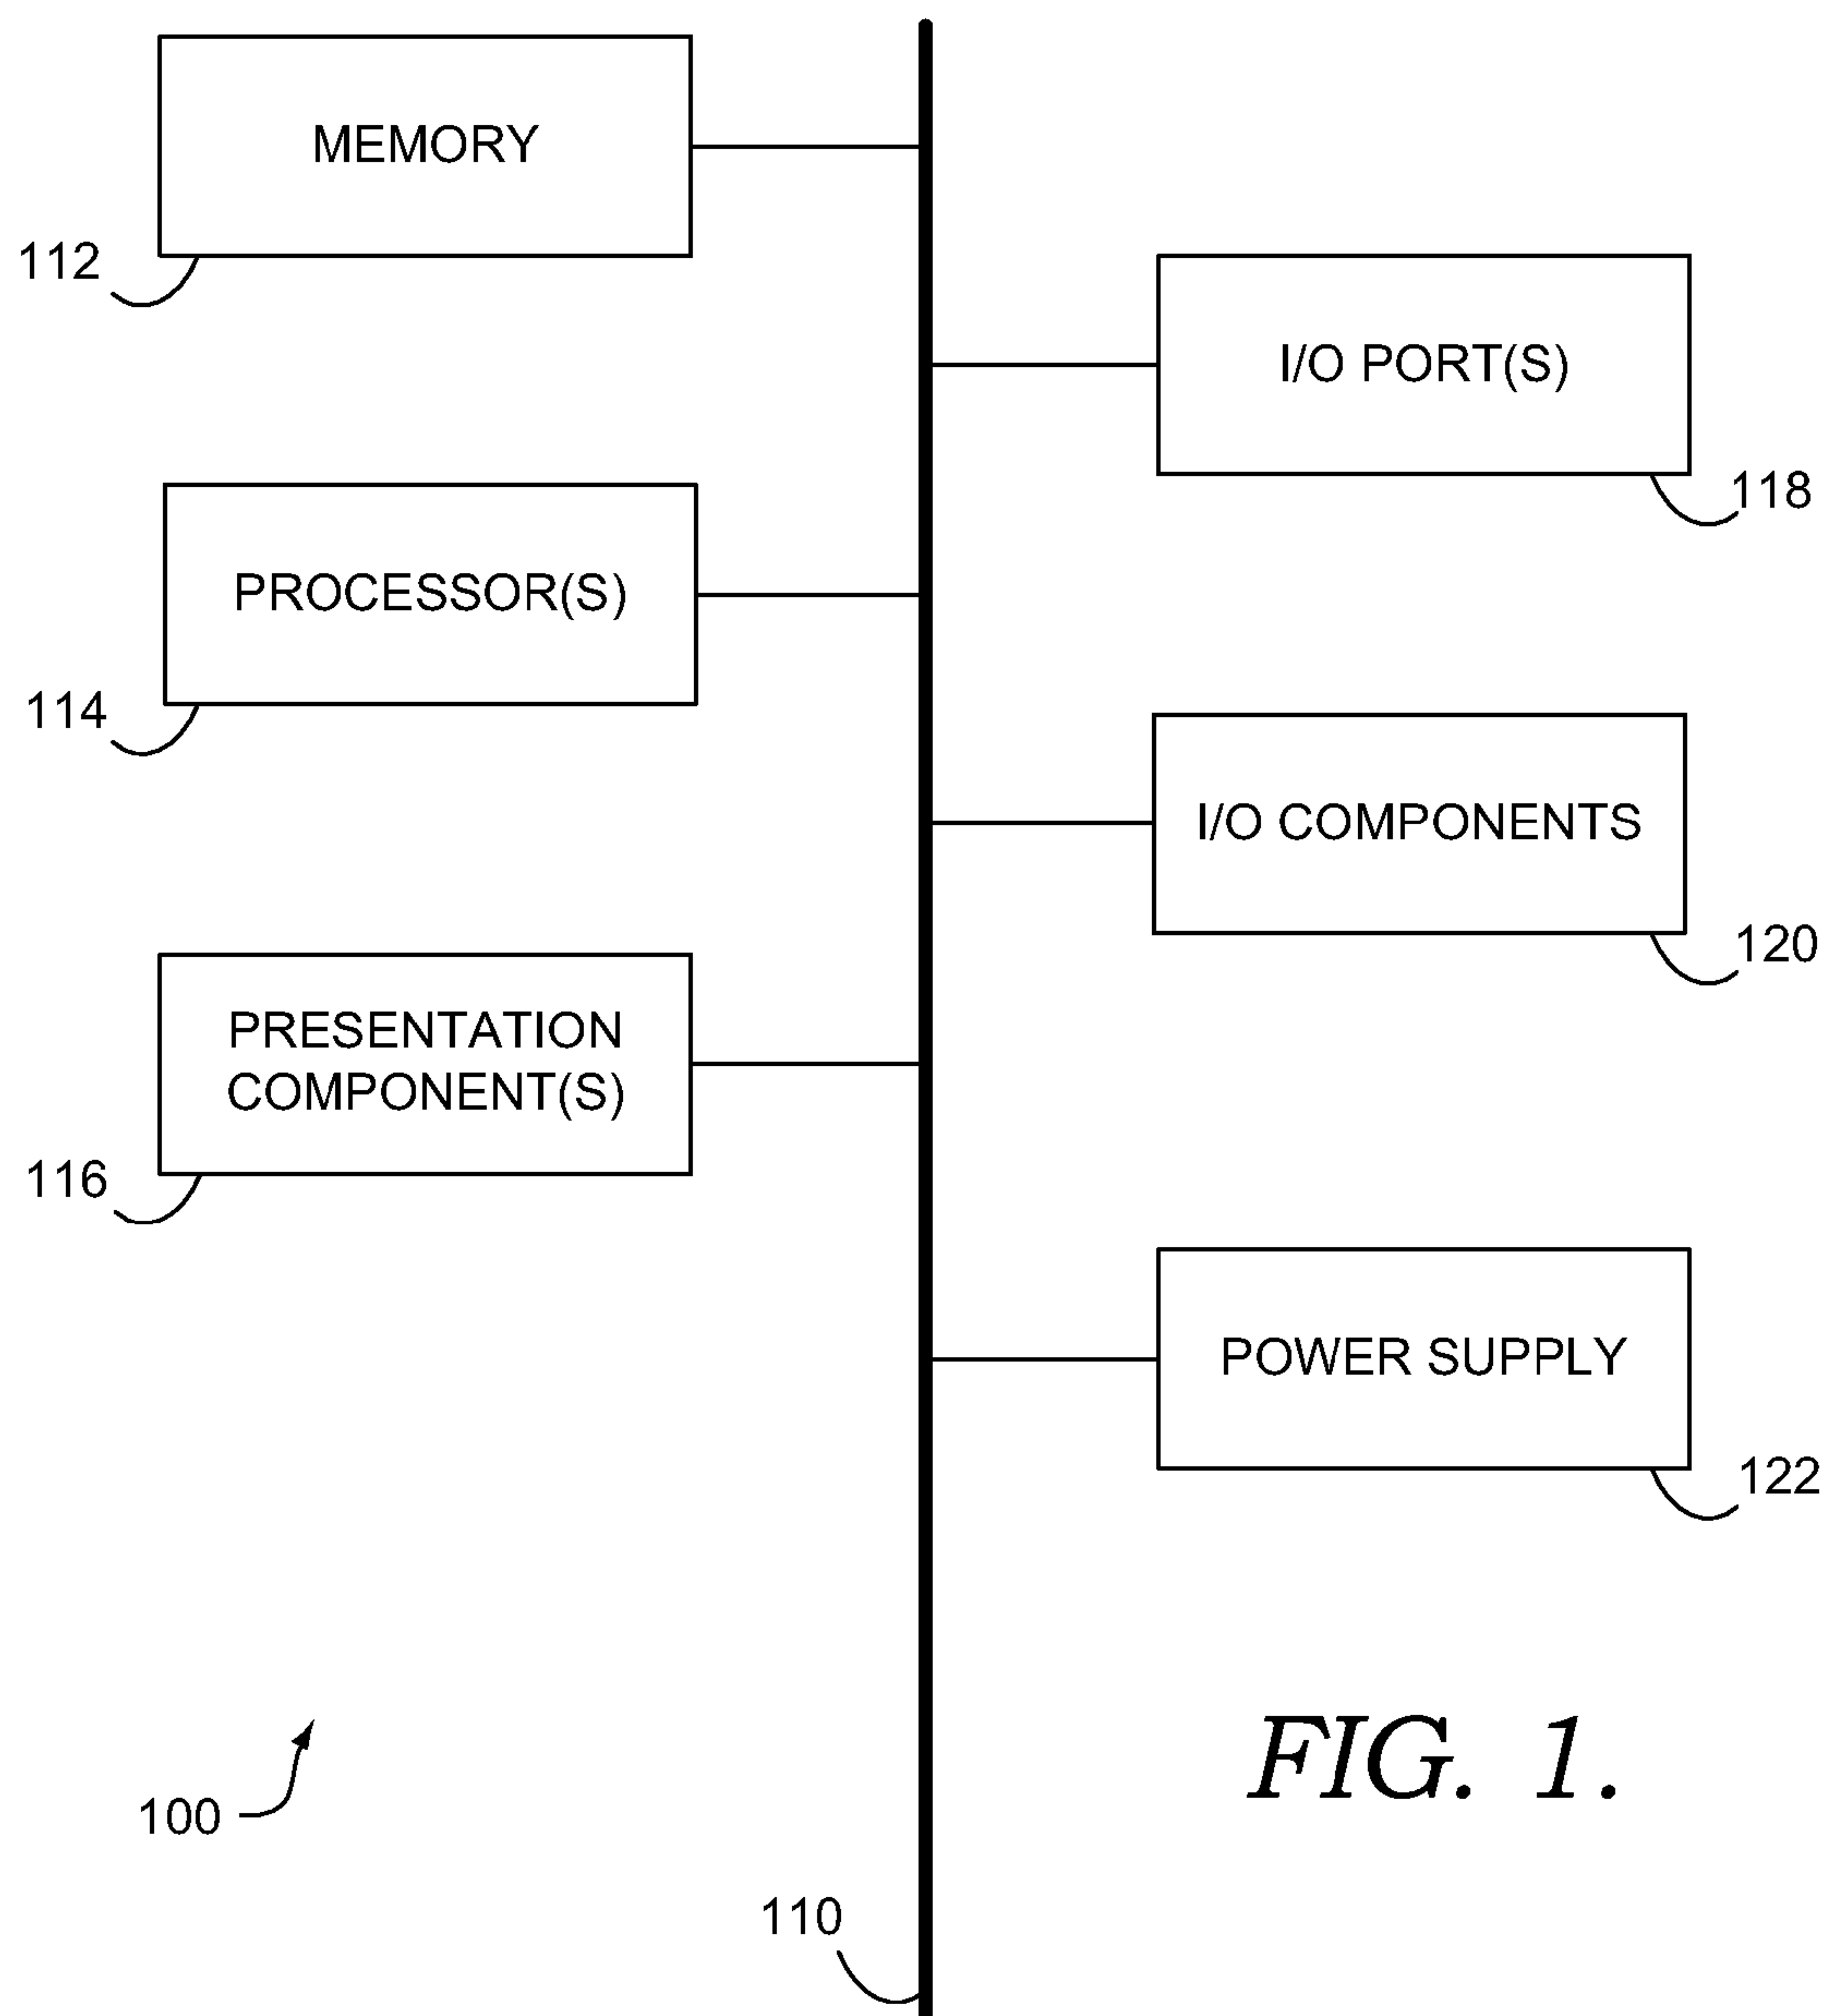 MEMORY
112
I/O PORT(S)
118
PROCESSOR(S)
114
I/O COMPONENTS
120
PRESENTATION
COMPONENT(S)
116
POWER SUPPLY
122
100
FIG. 1.
110